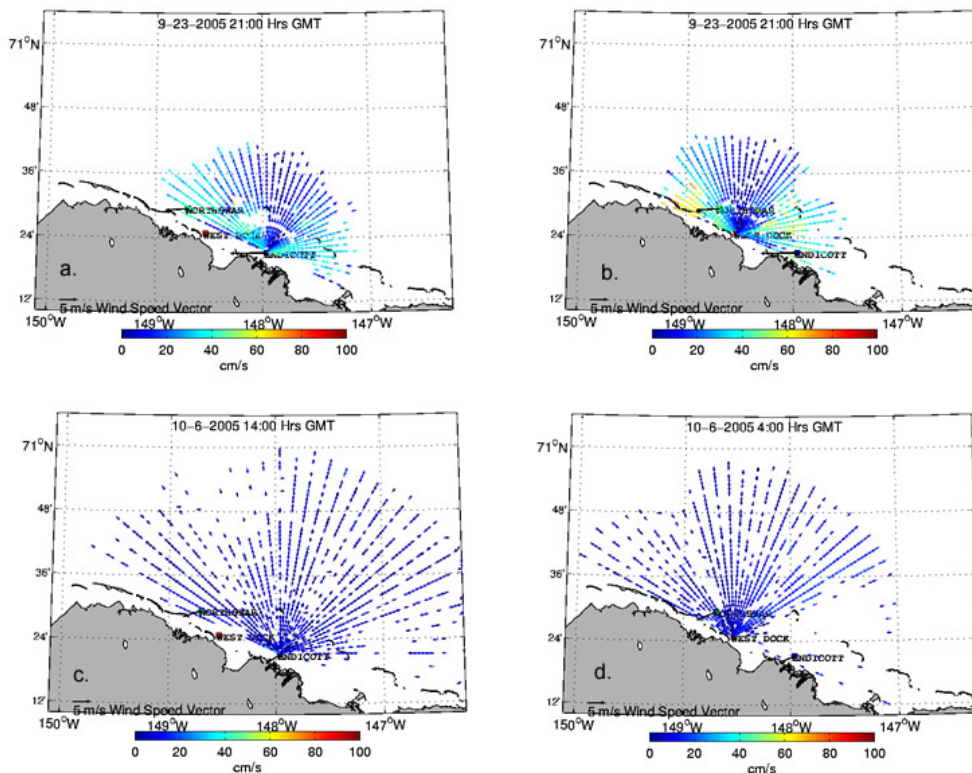 9-23-2005 21:00 Hrs GMT
71°N
48'
36'
24'
12'
NORTHSTAR
WEST DOCK
ENDICOTT
a.
5 m/s Wind Speed Vector
150°W
149°W
148°W
147°W
0 20 40 60 80 100
cm/s
9-23-2005 21:00 Hrs GMT
71°N
48'
36'
24'
12'
DOCK
ENDICOTT
b.
5 m/s Wind Speed Vector
150°W
149°W
148°W
147°W
0 20 40 60 80 100
cm/s
10-6-2005 14:00 Hrs GMT
71°N
48'
36'
24'
12'
NORTHSTAR
WEST DOCK
ENDICOTT
c.
5 m/s Wind Speed Vector
150°W
149°W
148°W
147°W
0 20 40 60 80 100
cm/s
10-6-2005 4:00 Hrs GMT
71°N
48'
36'
24'
12'
WEST DOCK
ENDICOTT
d.
5 m/s Wind Speed Vector
150°W
149°W
148°W
147°W
0 20 40 60 80 100
cm/s